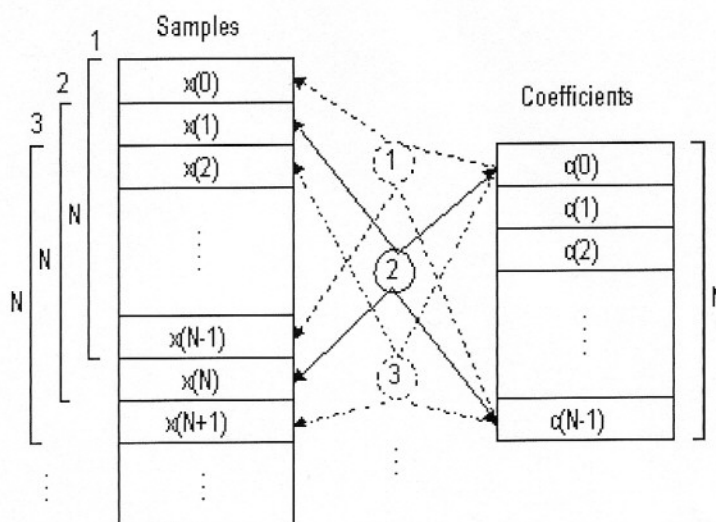 Samples
1
2
3
x(0)
x(1)
x(2)
N
N
N
x(N-1)
x(N)
x(N+1)
1
2
3
Coefficients
c(0)
c(1)
c(2)
c(N-1)